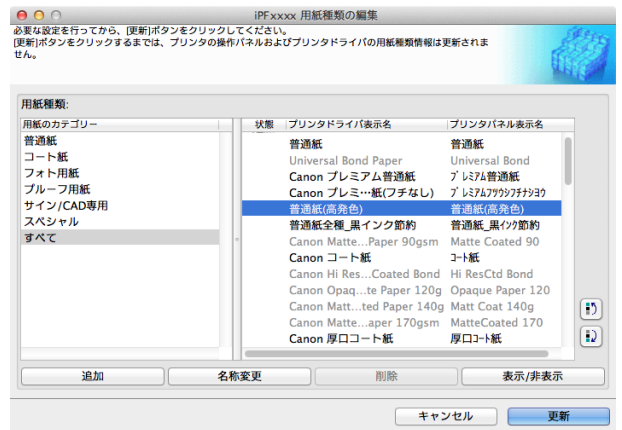 iPFxxxx 用紙種類の編集
必要な設定を行ってから、[更新]ボタンをクリックしてください。
[更新]ボタンをクリックするまでは、プリンタの操作パネルおよびプリンタドライバの用紙種類情報は更新されま
せん。
用紙種類:
用紙のカテゴリー
普通紙
コート紙
フォト用紙
プルーフ用紙
サイン/CAD専用
スペシャル
すべて
状態 プリンタドライバ表示名 プリンタパネル表示名
普通紙 普通紙
Universal Bond Paper Universal Bond
Canon プレミアム普通紙 プレミアム普通紙
Canon プレミ…紙(フチなし) プレミアムフツウシフチナシヨウ
普通紙(高発色) 普通紙(高発色)
普通紙全種_黒インク節約 普通紙_黒インク節約
Canon Matte...Paper 90gsm Matte Coated 90
Canon コート紙 コート紙
Canon Hi Res...Coated Bond Hi ResCtd Bond
Canon Opaq...te Paper 120g Opaque Paper 120
Canon Matt...ted Paper 140g Matt Coat 140g
Canon Matte...aper 170gsm MatteCoated 170
Canon 厚口コート紙 厚口コート紙
追加 名称変更 削除 表示/非表示
キャンセル 更新